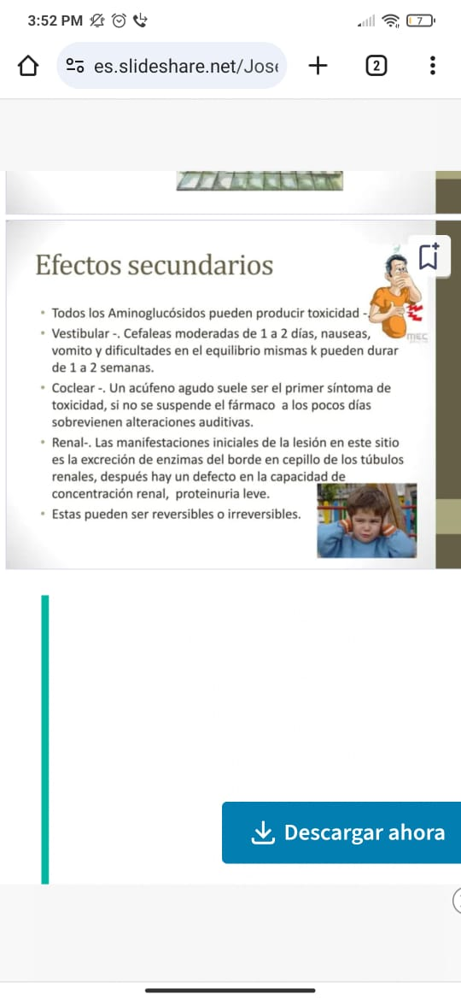 3:52 PM
7
es.slideshare.net/Jose
2
Efectos secundarios
• Todos los Aminoglucósidos pueden producir toxicidad -.
• Vestibular -. Cefaleas moderadas de 1 a 2 días, nauseas,
MEC
vomito y dificultades en el equilibrio mismas k pueden durar
de 1 a 2 semanas.
• Coclear -. Un acúfeno agudo suele ser el primer síntoma de
toxicidad, si no se suspende el fármaco a los pocos días
sobrevienen alteraciones auditivas.
• Renal-. Las manifestaciones iniciales de la lesión en este sitio
es la excreción de enzimas del borde en cepillo de los túbulos
renales, después hay un defecto en la capacidad de
concentración renal, proteinuria leve.
• Estas pueden ser reversibles o irreversibles.
Descargar ahora